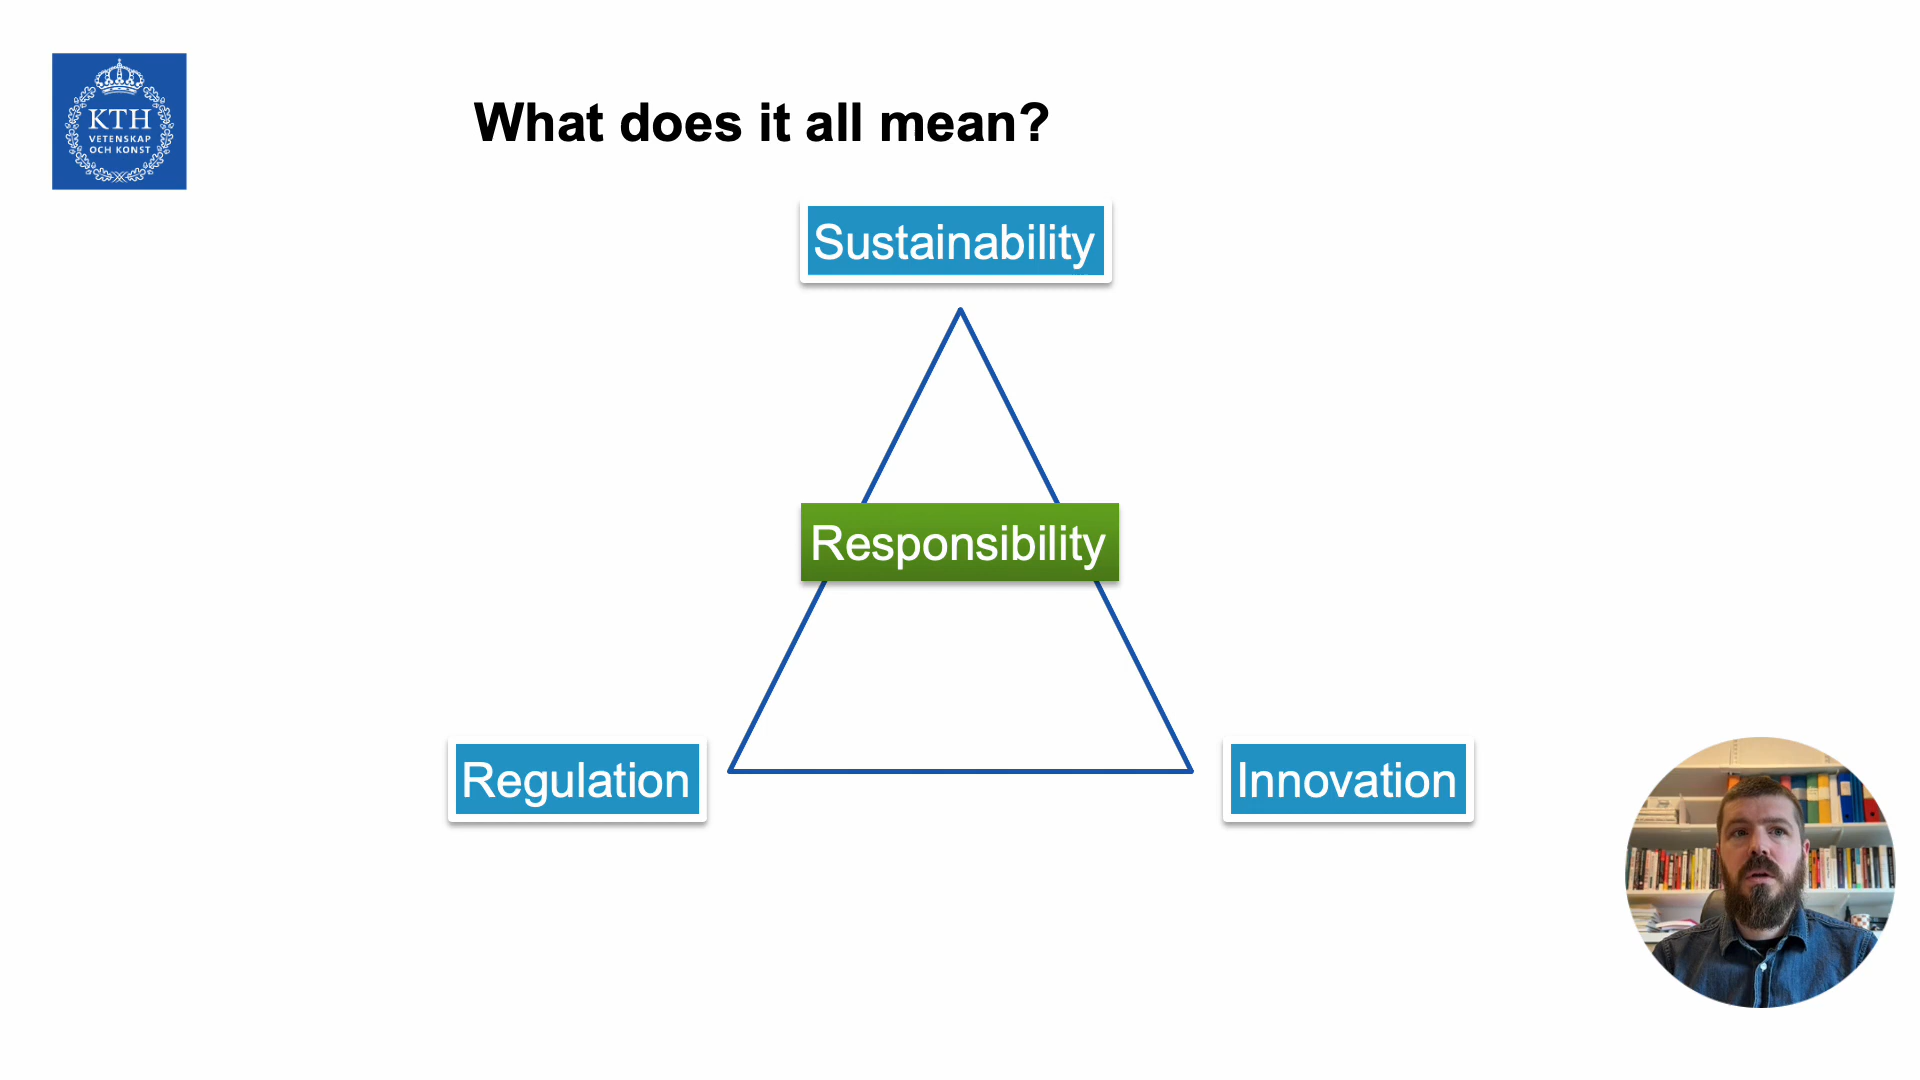 KTH
VETENSKAP
OCH KONST
What does it all mean?
Sustainability
Responsibility
Regulation
Innovation